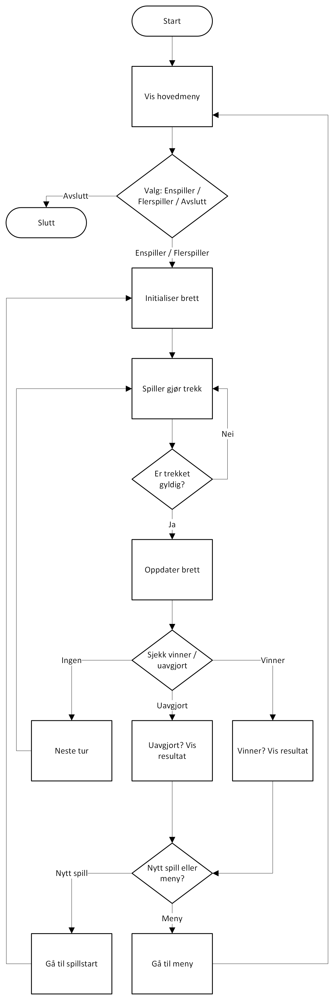 Start
Vis hovedmeny
Valg: Enspiller /
Flerspiller / Avslutt
Avslutt
Slutt
Enspiller / Flerspiller
Initialiser brett
Spiller gjør trekk
Nei
Er trekket
gyldig?
Ja
Oppdater brett
Sjekk vinner /
uavgjort
Ingen
Vinner
Uavgjort
Neste tur
Uavgjort? Vis
resultat
Vinner? Vis resultat
Nytt spill eller
meny?
Nytt spill
Meny
Gå til spillstart
Gå til meny